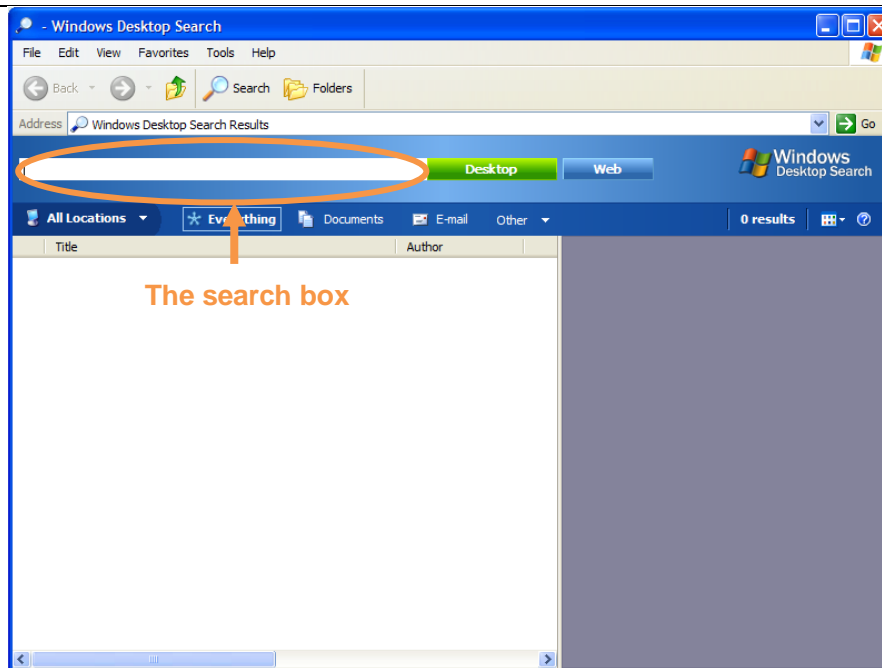 - Windows Desktop Search
File Edit View Favorites Tools Help
Back Search Folders
Address Windows Desktop Search Results Go
Desktop Web Windows
Desktop Search
All Locations Everything Documents E-mail Other 0 results
Title Author
The search box